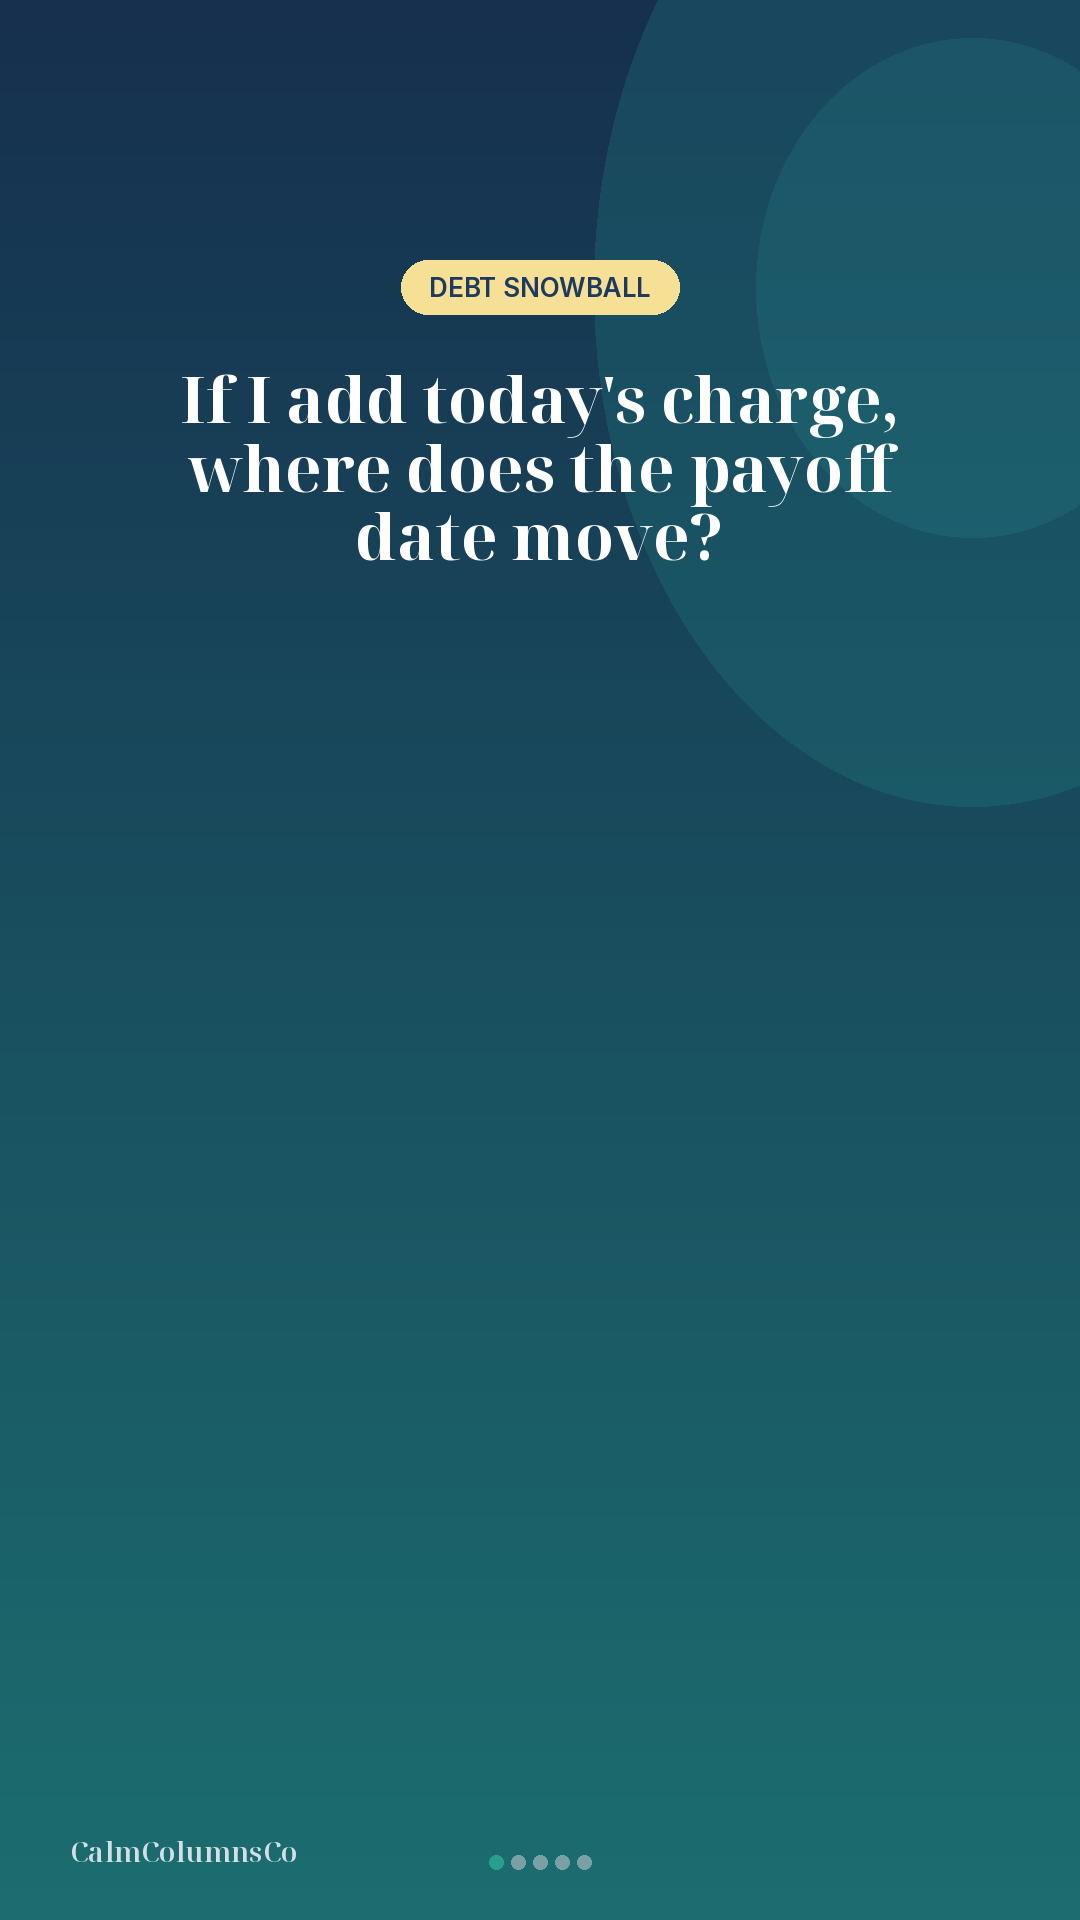 DEBT SNOWBALL
If I add today's charge,
where does the payoff
date move?
CalmColumnsCo